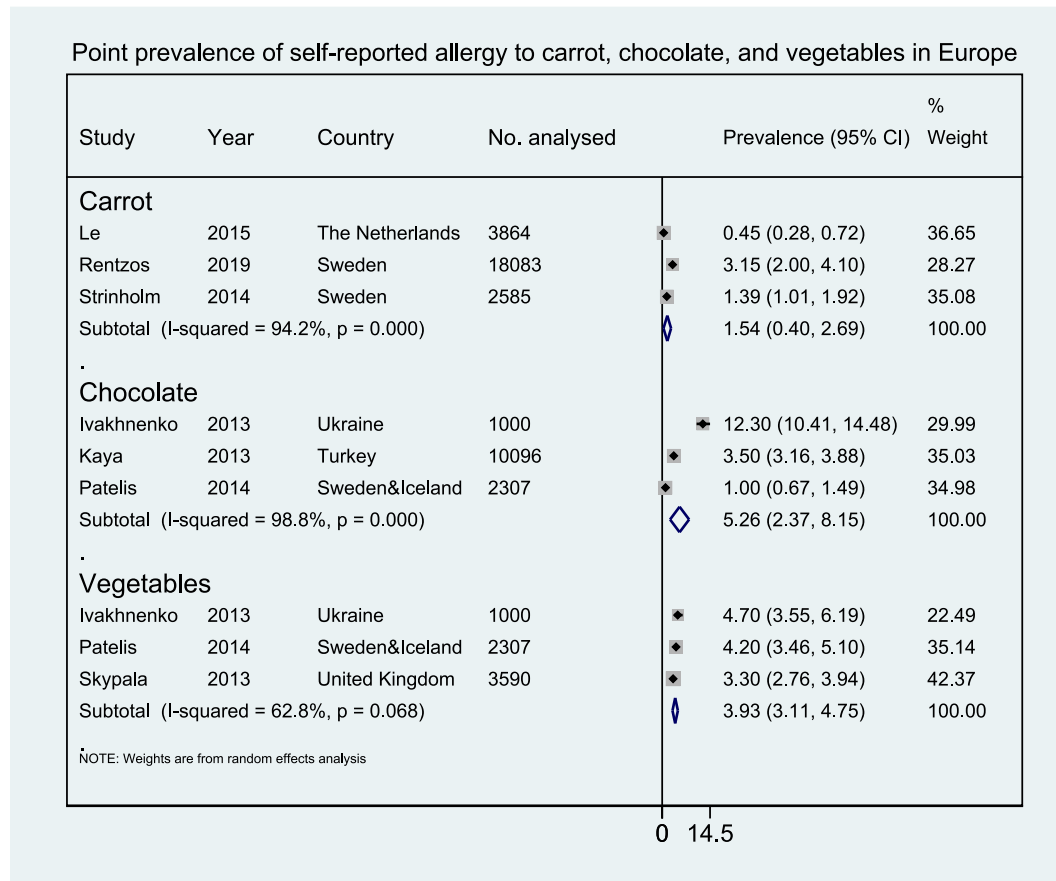 Point prevalence of self-reported allergy to carrot, chocolate, and vegetables in Europe
%
Study Year Country No. analysed Prevalence (95% CI) Weight
Carrot
Le 2015 The Netherlands 3864 0.45 (0.28, 0.72) 36.65
Rentzos 2019 Sweden 18083 3.15 (2.00, 4.10) 28.27
Strinholm 2014 Sweden 2585 1.39 (1.01, 1.92) 35.08
Subtotal (I-squared = 94.2%, p = 0.000) 1.54 (0.40, 2.69) 100.00
.
Chocolate
Ivakhnenko 2013 Ukraine 1000 12.30 (10.41, 14.48) 29.99
Kaya 2013 Turkey 10096 3.50 (3.16, 3.88) 35.03
Patelis 2014 Sweden&Iceland 2307 1.00 (0.67, 1.49) 34.98
Subtotal (I-squared = 98.8%, p = 0.000) 5.26 (2.37, 8.15) 100.00
.
Vegetables
Ivakhnenko 2013 Ukraine 1000 4.70 (3.55, 6.19) 22.49
Patelis 2014 Sweden&Iceland 2307 4.20 (3.46, 5.10) 35.14
Skypala 2013 United Kingdom 3590 3.30 (2.76, 3.94) 42.37
Subtotal (I-squared = 62.8%, p = 0.068) 3.93 (3.11, 4.75) 100.00
.
NOTE: Weights are from random effects analysis
0 14.5